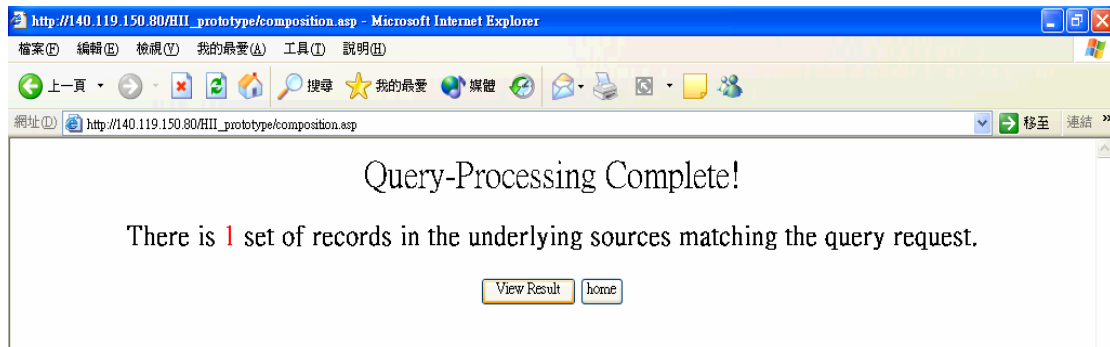 http://140.119.150.80/HII_prototype/composition.asp - Microsoft Internet Explorer
檔案(F) 編輯(E) 檢視(V) 我的最愛(A) 工具(T) 說明(H)
上一頁 搜尋 我的最愛 媒體
網址(D) http://140.119.150.80/HII_prototype/composition.asp 移至 連結 »
Query-Processing Complete!
There is 1 set of records in the underlying sources matching the query request.
View Result home